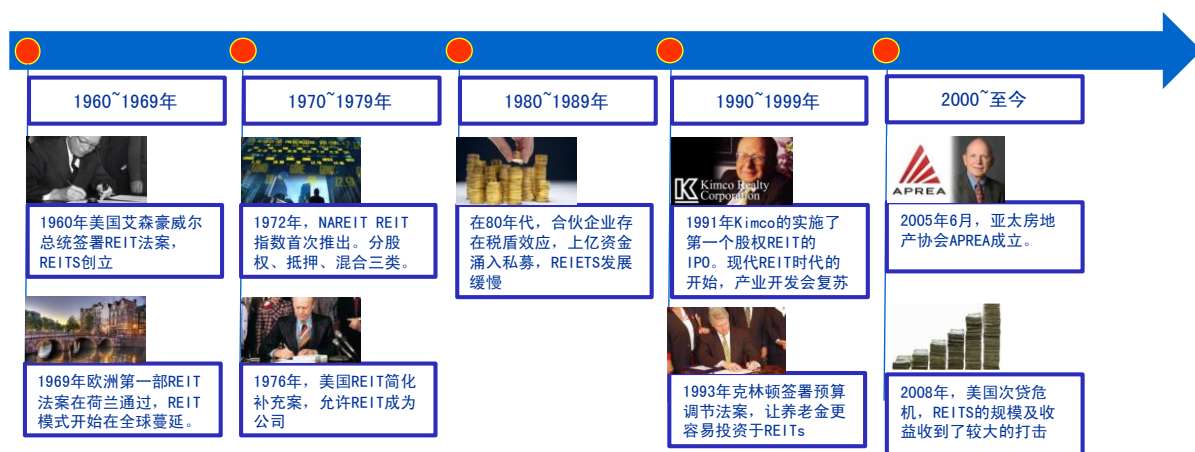 1960~1969年
1970~1979年
1980~1989年
1990~1999年
2000~至今
1960年美国艾森豪威尔
总统签署REIT法案，
REITS创立
1969年欧洲第一部REIT
法案在荷兰通过，REIT
模式开始在全球蔓延。
1972年，NAREIT REIT
指数首次推出。分股
权、抵押、混合三类。
1976年，美国REIT简化
补充案，允许REIT成为
公司
在80年代，合伙企业存
在税盾效应，上亿资金
涌入私募，REIETS发展
缓慢
K Kimco Realty
Corporation
1991年Kimco的实施了
第一个股权REIT的
IPO。现代REIT时代的
开始，产业开发会复苏
1993年克林顿签署预算
调节法案，让养老金更
容易投资于REITs
APREA
2005年6月，亚太房地
产协会APREA成立。
2008年，美国次贷危
机，REITS的规模及收
益收到了较大的打击